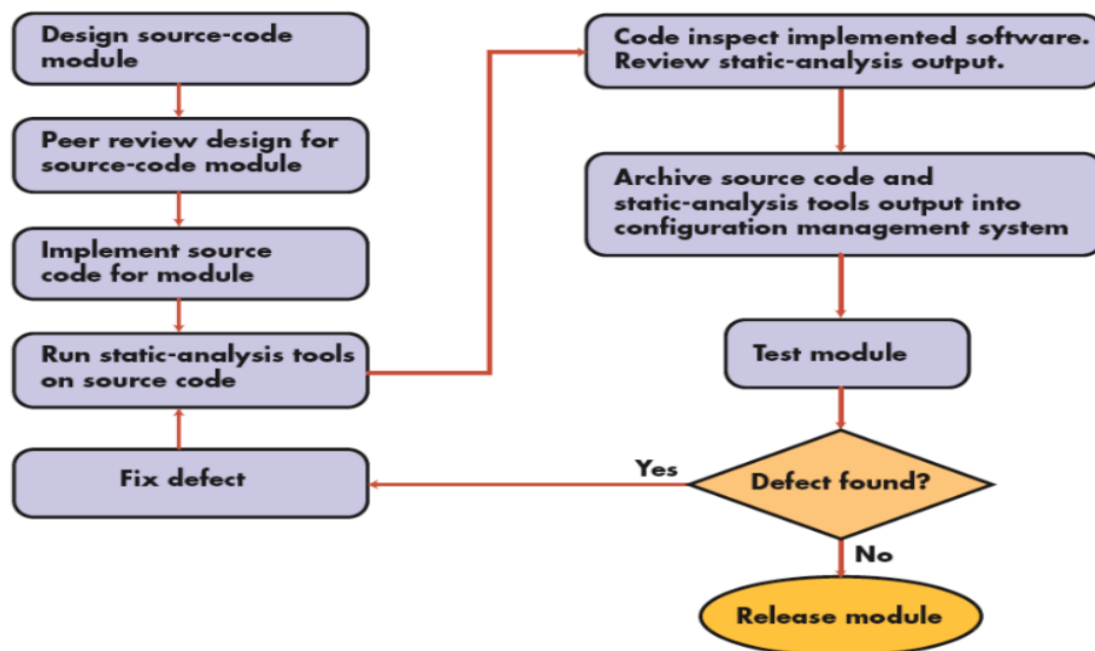 Design source-code
module
Peer review design for
source-code module
Implement source
code for module
Run static-analysis tools
on source code
Fix defect
Code inspect implemented software.
Review static-analysis output.
Archive source code and
static-analysis tools output into
configuration management system
Test module
Defect found?
Yes
No
Release module